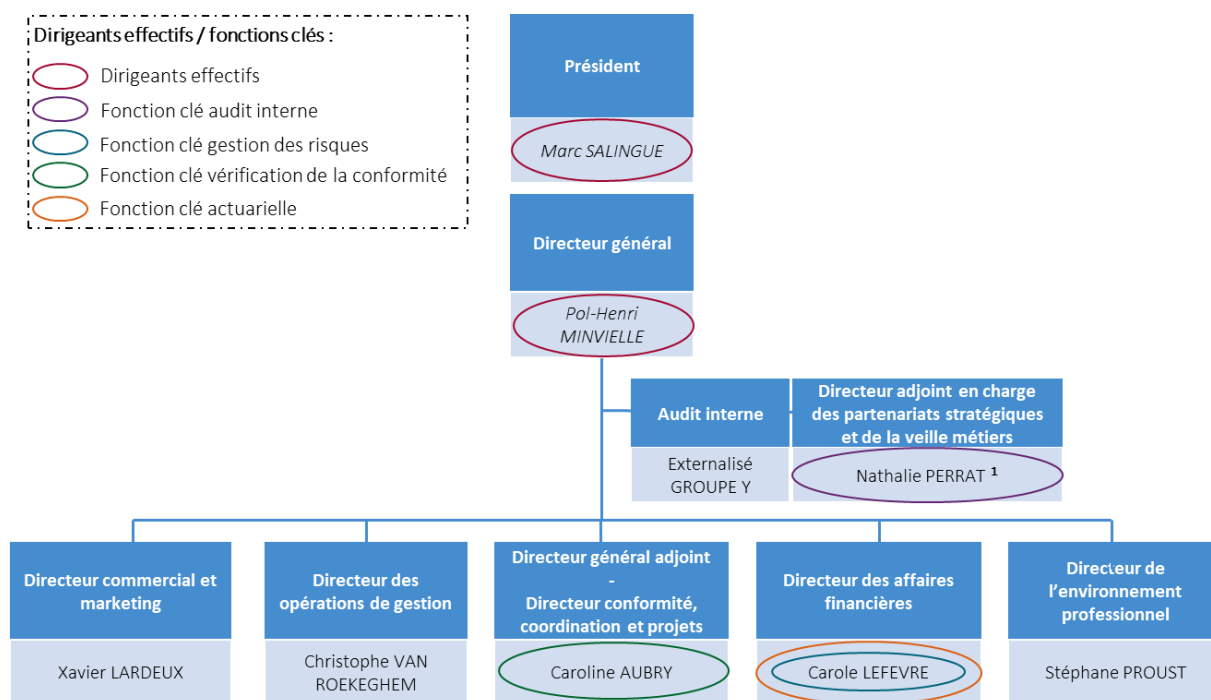 Dirigeants effectifs / fonctions clés :
Dirigeants effectifs
Fonction clé audit interne
Fonction clé gestion des risques
Fonction clé vérification de la conformité
Fonction clé actuarielle
Président
Marc SALINGUE
Directeur général
Pol-Henri
MINVIELLE
Audit interne
Externalisé
GROUPE Y
Directeur adjoint en charge
des partenariats stratégiques
et de la veille métiers
Nathalie PERRAT ¹
Directeur commercial et
marketing
Xavier LARDEUX
Directeur des
opérations de gestion
Christophe VAN
ROEKEGHEM
Directeur général adjoint
-
Directeur conformité,
coordination et projets
Caroline AUBRY
Directeur des affaires
financières
Carole LEFEVRE
Directeur de
l'environnement
professionnel
Stéphane PROUST